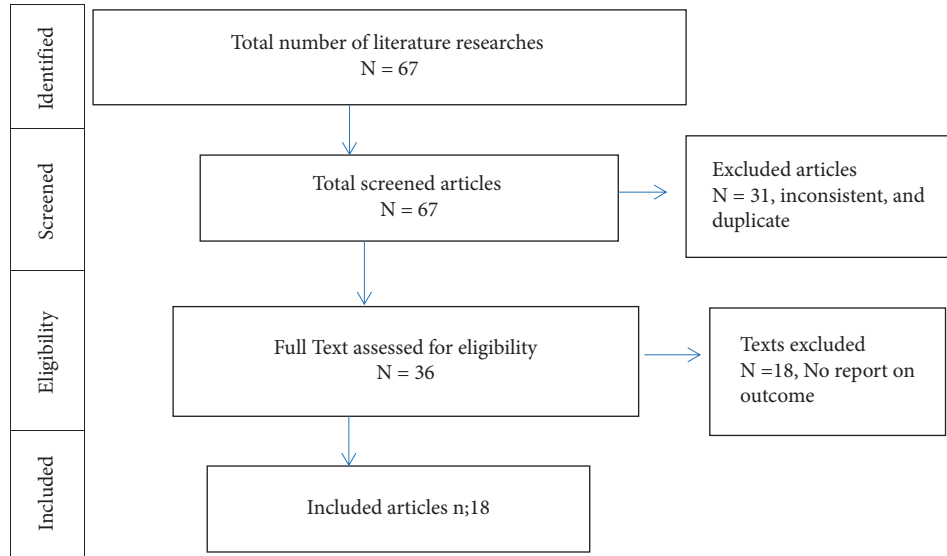 Identified
Total number of literature researches
N = 67
Screened
Total screened articles
N = 67
Excluded articles
N = 31, inconsistent, and
duplicate
Eligibility
Full Text assessed for eligibility
N = 36
Texts excluded
N =18, No report on
outcome
Included
Included articles n;18